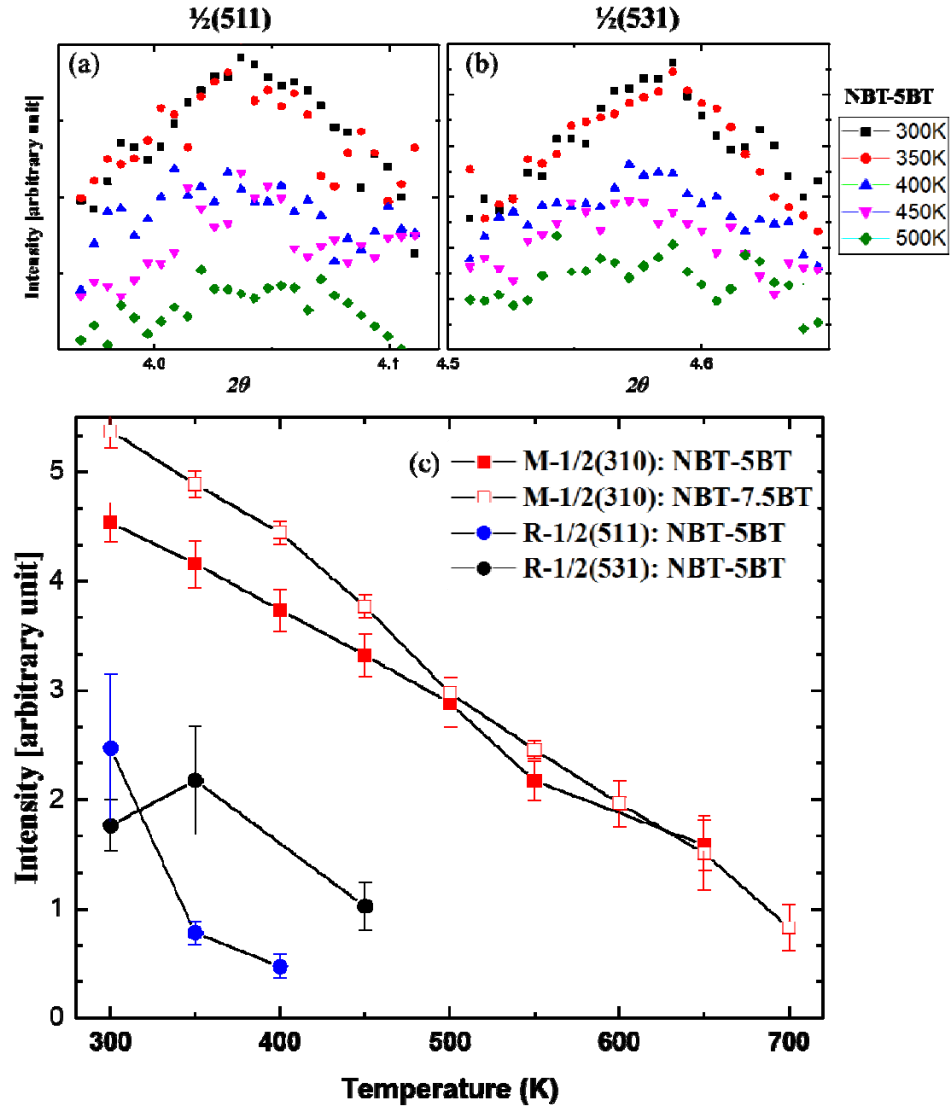 ½(511)
½(531)
(a)
(b)
NBT-5BT
300K
350K
400K
450K
500K
Intensity [arbitrary unit]
Intensity [arbitrary unit]
4.0
4.1
4.5
4.6
2θ
2θ
(c)
M-1/2(310): NBT-5BT
M-1/2(310): NBT-7.5BT
R-1/2(511): NBT-5BT
R-1/2(531): NBT-5BT
Intensity [arbitrary unit]
5
4
3
2
1
0
300
400
500
600
700
Temperature (K)